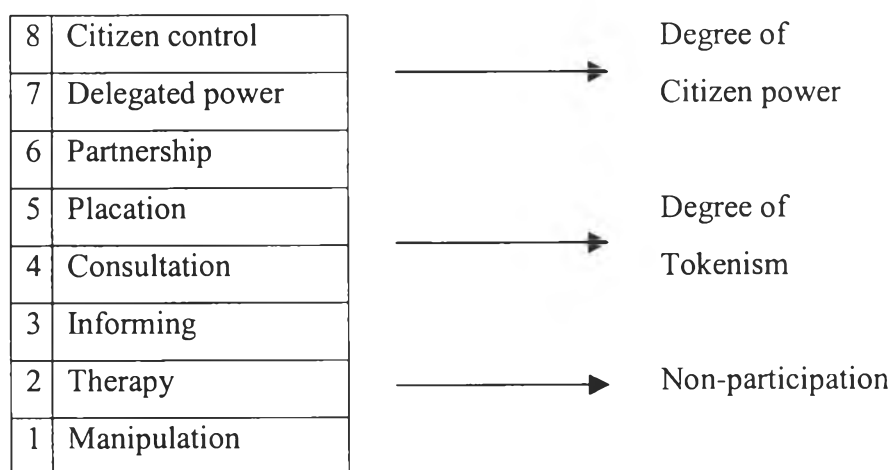 8 Citizen control
7 Delegated power
6 Partnership
5 Placation
4 Consultation
3 Informing
2 Therapy
1 Manipulation
Degree of
Citizen power
Degree of
Tokenism
Non-participation